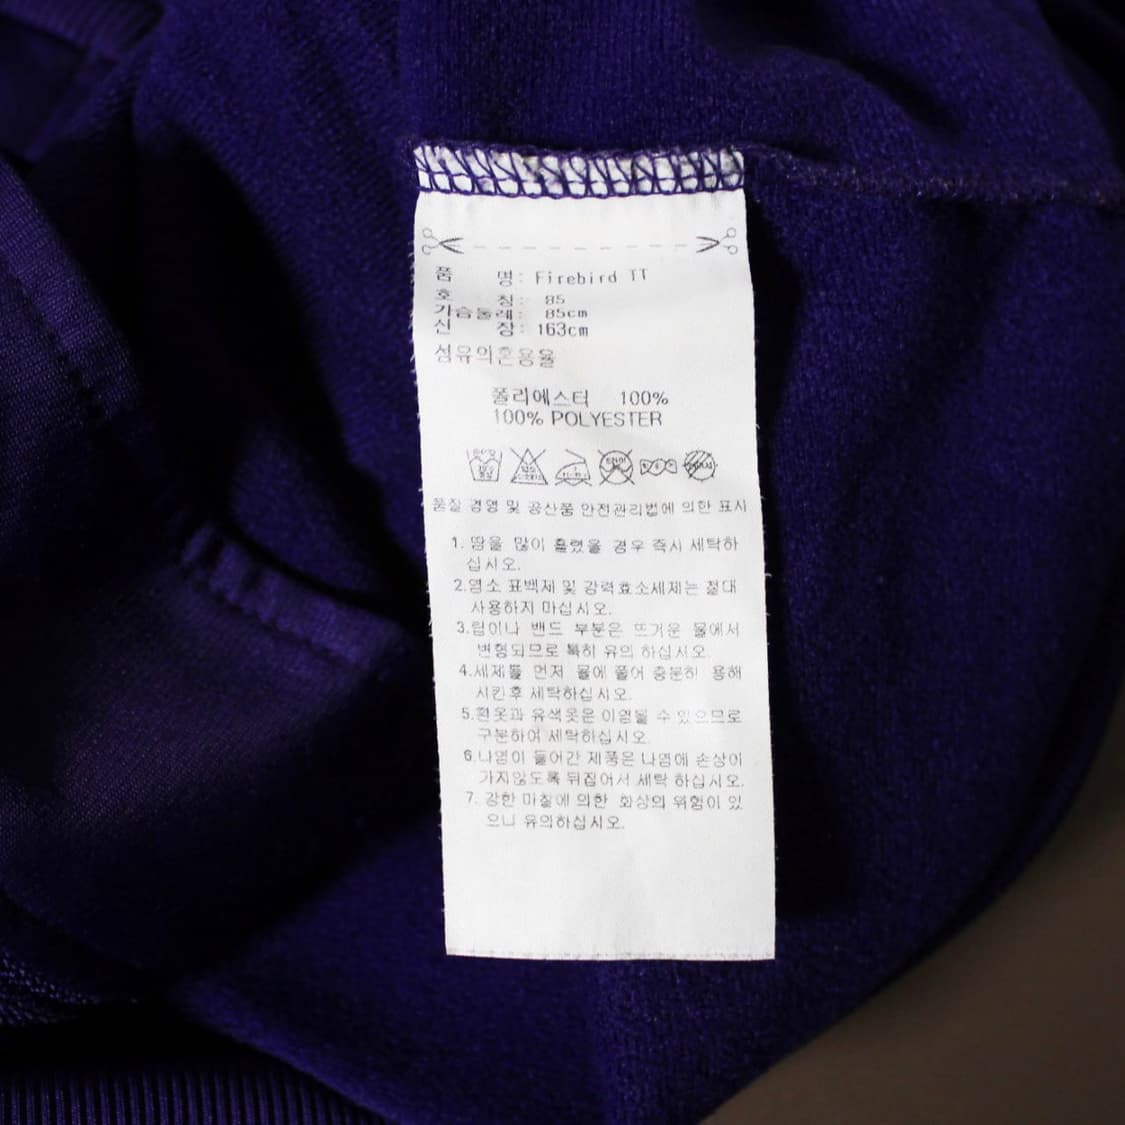 품 명: Firebird TT
호 칭: 85
가슴둘레: 85cm
신 장: 163cm
섬유의혼용율
폴리에스터 100%
100% POLYESTER
품질 경영 및 공산품 안전관리법에 의한 표시
1. 땀을 많이 흘렸을 경우 즉시 세탁하
십시오.
2.염소 표백제 및 강력효소세제는 절대
사용하지 마십시오.
3.립이나 밴드 부분은 뜨거운 물에서
변형되므로 특히 유의 하십시오.
4.세제를 먼저 물에 풀어 충분히 용해
시킨후 세탁하십시오.
5.흰옷과 유색옷은 이염될 수 있으므로
구분하여 세탁하십시오.
6.나염이 들어간 제품은 나염에 손상이
가지않도록 뒤집어서 세탁 하십시오.
7. 강한 마찰에 의한 화상의 위험이 있
으니 유의하십시오.